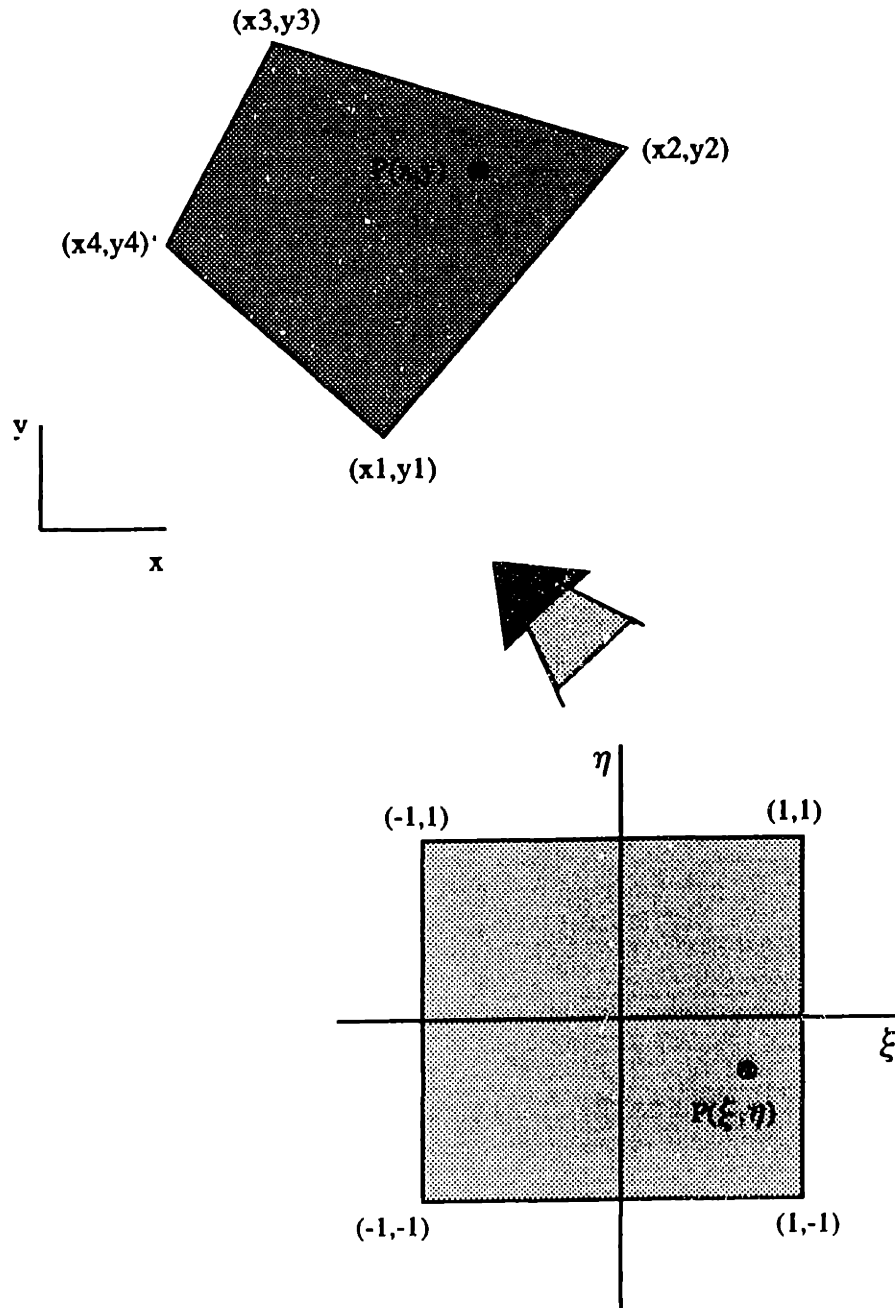 (x3,y3)
(x2,y2)
P(x,y)
(x4,y4)
y
(x1,y1)
x
η
(-1,1)
(1,1)
ξ
P(ξ,η)
(-1,-1)
(1,-1)